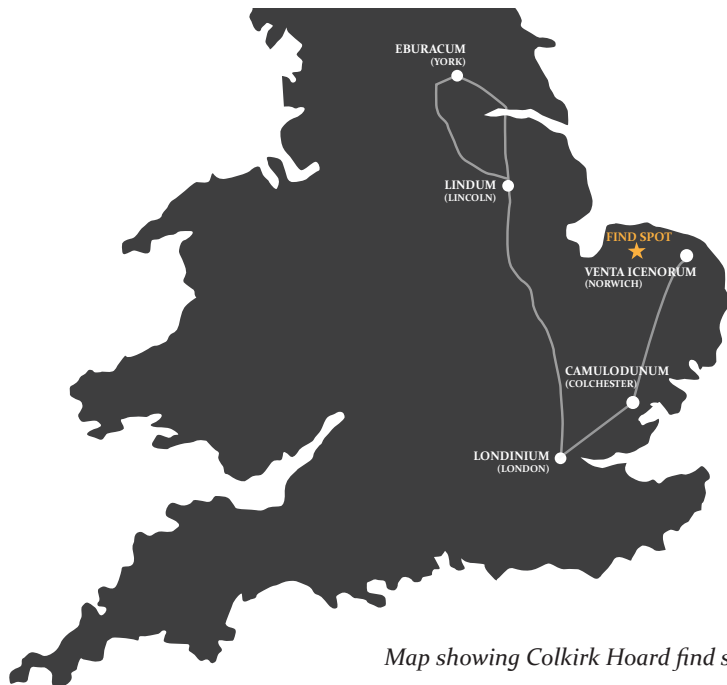 EBURACUM
(YORK)
LINDUM
(LINCOLN)
FIND SPOT
VENTA ICENORUM
(NORWICH)
CAMULODUNUM
(COLCHESTER)
LONDINIUM
(LONDON)
Map showing Colkirk Hoard find s